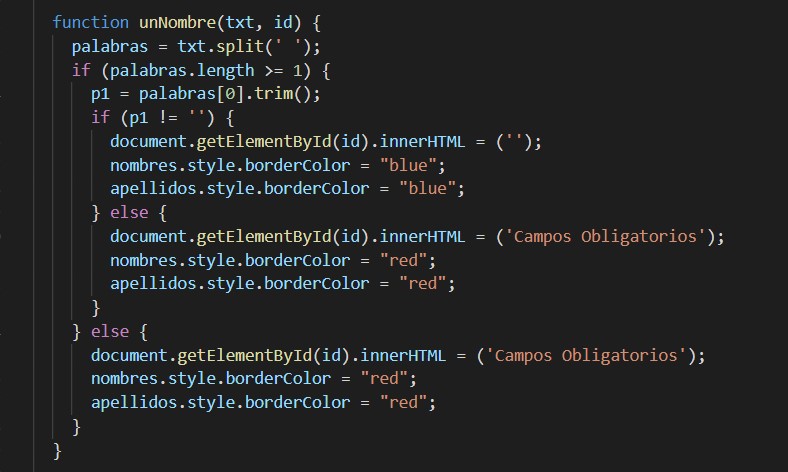 function unNombre(txt, id) {
palabras = txt.split(' ');
if (palabras.length >= 1) {
p1 = palabras[0].trim();
if (p1 != '') {
document.getElementById(id).innerHTML = ('');
nombres.style.borderColor = "blue";
apellidos.style.borderColor = "blue";
} else {
document.getElementById(id).innerHTML = ('Campos Obligatorios');
nombres.style.borderColor = "red";
apellidos.style.borderColor = "red";
}
} else {
document.getElementById(id).innerHTML = ('Campos Obligatorios');
nombres.style.borderColor = "red";
apellidos.style.borderColor = "red";
}
}